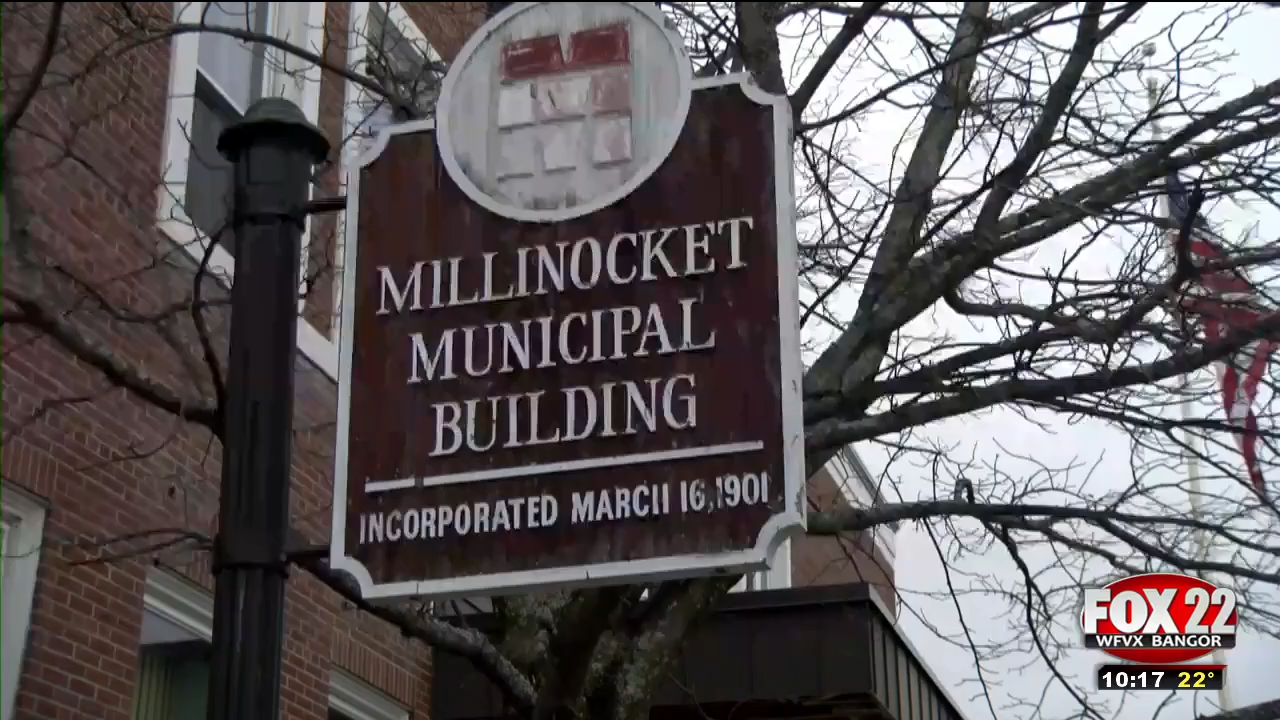 MILLINOCKET
MUNICIPAL
BUILDING
INCORPORATED MARCH 16, 1901
FOX 22
WFVX BANGOR
10:17 22°